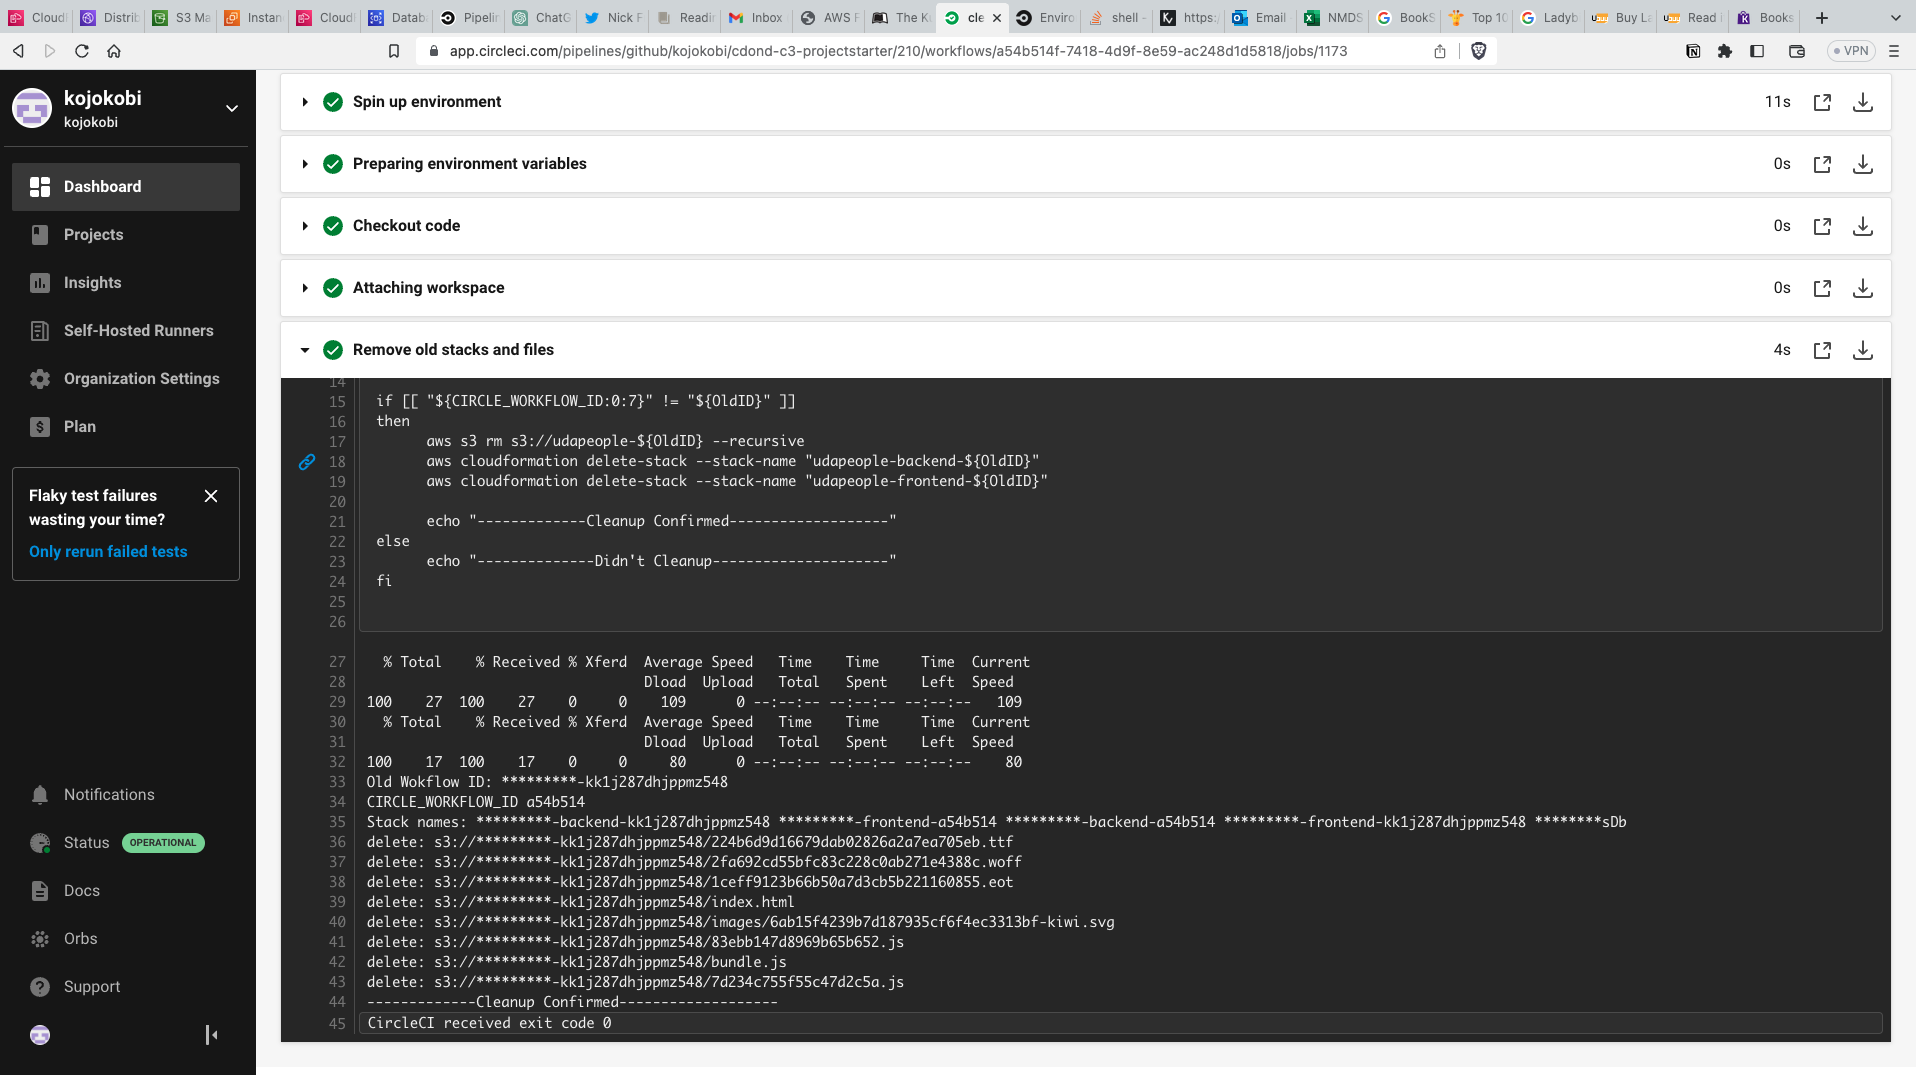 Cloudf
Distrib
S3 Ma
Instan
Cloudf
Datab
Pipelin
ChatG
Nick F
Readin
Inbox
AWS F
The K
cle
Enviro
shell -
https:/
Email
NMDS
BookS
Top 10
Ladyb
Buy La
Read i
Books
app.circleci.com/pipelines/github/kojokobi/cdond-c3-projectstarter/210/workflows/a54b514f-7418-4d9f-8e59-ac248d1d5818/jobs/1173
VPN
kojokobi
kojokobi
Dashboard
Projects
Insights
Self-Hosted Runners
Organization Settings
Plan
Flaky test failures
wasting your time?
Only rerun failed tests
Notifications
Status OPERATIONAL
Docs
Orbs
Support
Spin up environment 11s
Preparing environment variables 0s
Checkout code 0s
Attaching workspace 0s
Remove old stacks and files 4s
14
15 if [[ "${CIRCLE_WORKFLOW_ID:0:7}" != "${OldID}" ]]
16 then
17 aws s3 rm s3://udapeople-${OldID} --recursive
18 aws cloudformation delete-stack --stack-name "udapeople-backend-${OldID}"
19 aws cloudformation delete-stack --stack-name "udapeople-frontend-${OldID}"
20
21 echo "-------------Cleanup Confirmed-------------------"
22 else
23 echo "--------------Didn't Cleanup---------------------"
24 fi
25
26
27 % Total % Received % Xferd Average Speed Time Time Time Current
28 Dload Upload Total Spent Left Speed
29 100 27 100 27 0 0 109 0 --:--:-- --:--:-- --:--:-- 109
30 % Total % Received % Xferd Average Speed Time Time Time Current
31 Dload Upload Total Spent Left Speed
32 100 17 100 17 0 0 80 0 --:--:-- --:--:-- --:--:-- 80
33 Old Wokflow ID: *********-kk1j287dhjppmz548
34 CIRCLE_WORKFLOW_ID a54b514
35 Stack names: *********-backend-kk1j287dhjppmz548 *********-frontend-a54b514 *********-backend-a54b514 *********-frontend-kk1j287dhjppmz548 ********sDb
36 delete: s3://*********-kk1j287dhjppmz548/224b6d9d16679dab02826a2a7ea705eb.ttf
37 delete: s3://*********-kk1j287dhjppmz548/2fa692cd55bfc83c228c0ab271e4388c.woff
38 delete: s3://*********-kk1j287dhjppmz548/1ceff9123b66b50a7d3cb5b221160855.eot
39 delete: s3://*********-kk1j287dhjppmz548/index.html
40 delete: s3://*********-kk1j287dhjppmz548/images/6ab15f4239b7d187935cf6f4ec3313bf-kiwi.svg
41 delete: s3://*********-kk1j287dhjppmz548/83ebb147d8969b65b652.js
42 delete: s3://*********-kk1j287dhjppmz548/bundle.js
43 delete: s3://*********-kk1j287dhjppmz548/7d234c755f55c47d2c5a.js
44 -------------Cleanup Confirmed-------------------
45 CircleCI received exit code 0